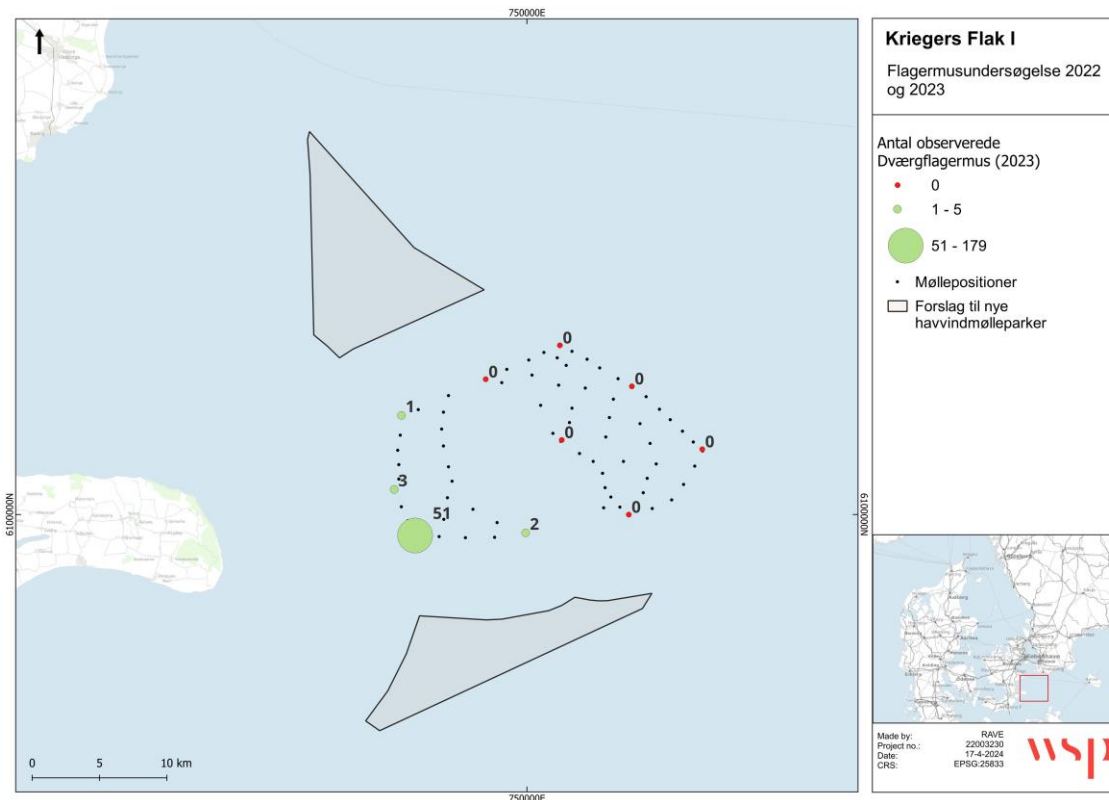 750000E
Kriegers Flak I
Flagermusundersøgelse 2022
og 2023
Antal observerede
Dværgflagermus (2023)
0
1 - 5
51 - 179
Møllepositioner
Forslag til nye
havvindmølleparker
0
0
0
1
0
0
3
51
2
0
6100000N
6100000N
0
5
10 km
750000E
Made by:
RAVE
Project no.:
22003230
Date:
17-4-2024
CRS:
EPSG:25833
wsp